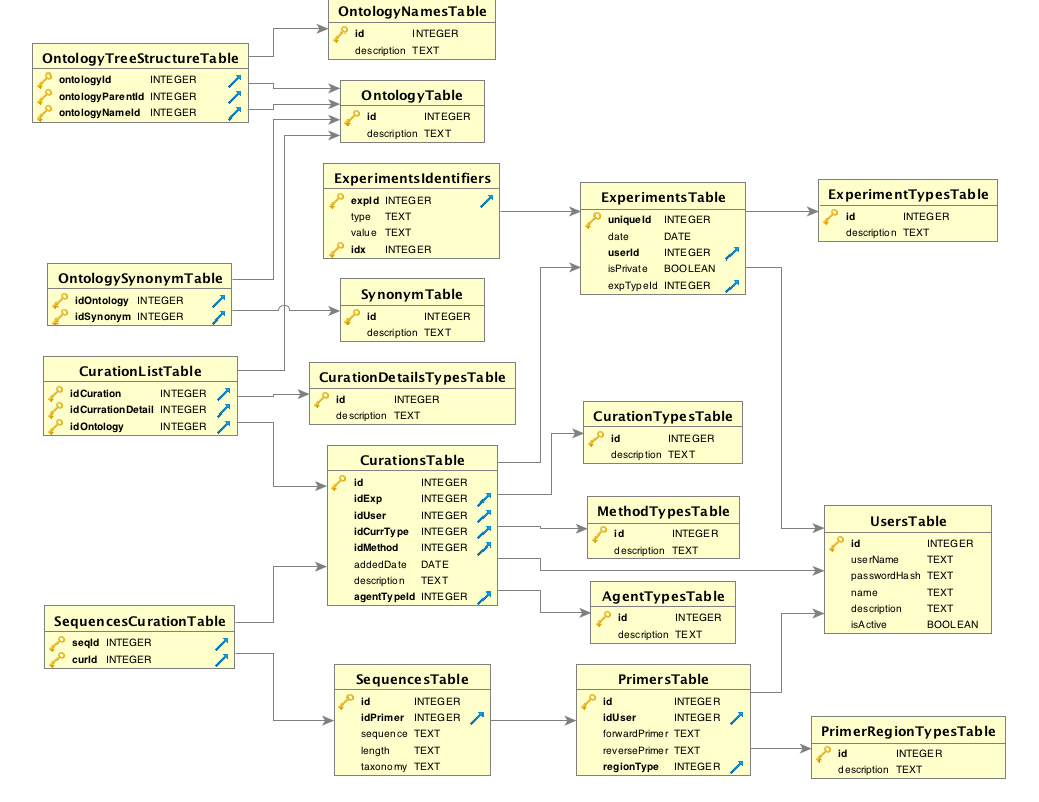 OntologyNamesTable
id INTEGER
description TEXT
OntologyTreeStructureTable
ontologyId INTEGER
ontologyParentId INTEGER
ontologyNameId INTEGER
OntologyTable
id INTEGER
description TEXT
ExperimentsIdentifiers
expId INTEGER
type TEXT
value TEXT
idx INTEGER
ExperimentsTable
uniqueId INTEGER
date DATE
userId INTEGER
isPrivate BOOLEAN
expTypeId INTEGER
ExperimentTypesTable
id INTEGER
description TEXT
OntologySynonymTable
idOntology INTEGER
idSynonym INTEGER
SynonymTable
id INTEGER
description TEXT
CurationListTable
idCuration INTEGER
idCurrationDetail INTEGER
idOntology INTEGER
CurationDetailsTypesTable
id INTEGER
description TEXT
CurationTypesTable
id INTEGER
description TEXT
CurationsTable
id INTEGER
idExp INTEGER
idUser INTEGER
idCurrType INTEGER
idMethod INTEGER
addedDate DATE
description TEXT
agentTypeId INTEGER
MethodTypesTable
id INTEGER
description TEXT
UsersTable
id INTEGER
userName TEXT
passwordHash TEXT
name TEXT
description TEXT
isActive BOOLEAN
AgentTypesTable
id INTEGER
description TEXT
SequencesCurationTable
seqId INTEGER
curId INTEGER
SequencesTable
id INTEGER
idPrimer INTEGER
sequence TEXT
length TEXT
taxonomy TEXT
PrimersTable
id INTEGER
idUser INTEGER
forwardPrimer TEXT
reversePrimer TEXT
regionType INTEGER
PrimerRegionTypesTable
id INTEGER
description TEXT